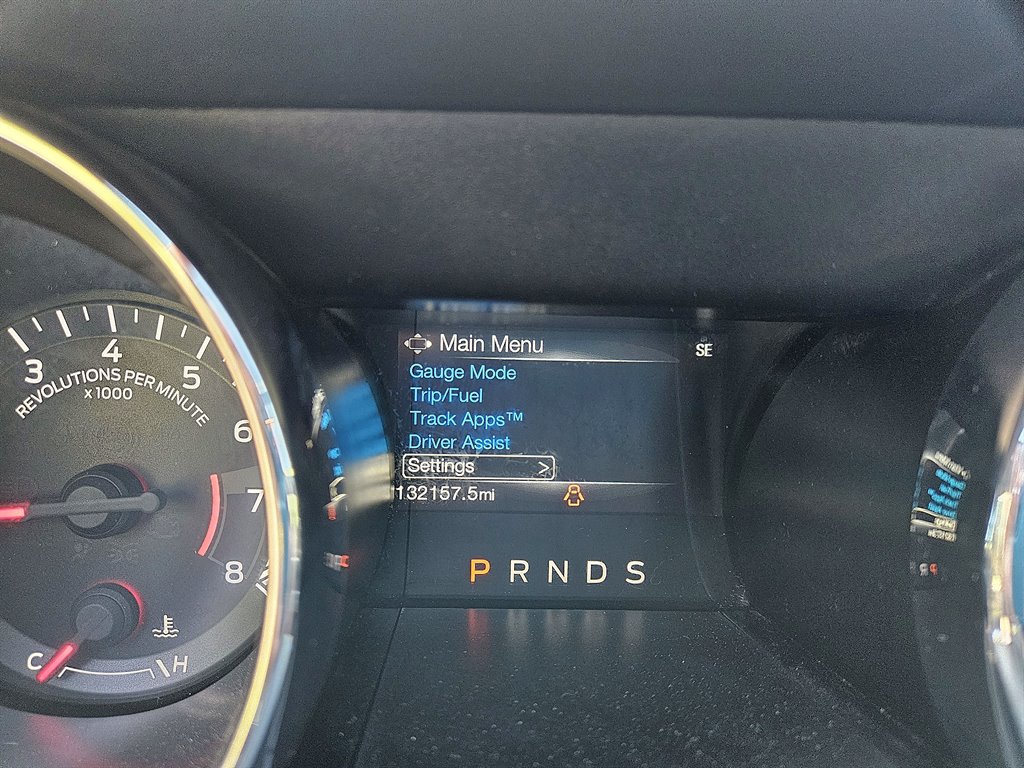 Main Menu
SE
Gauge Mode
Trip/Fuel
Track Apps™
Driver Assist
Settings >
132157.5mi
P R N D S
3 4 5 6 7 8
REVOLUTIONS PER MINUTE
x 1000
C H